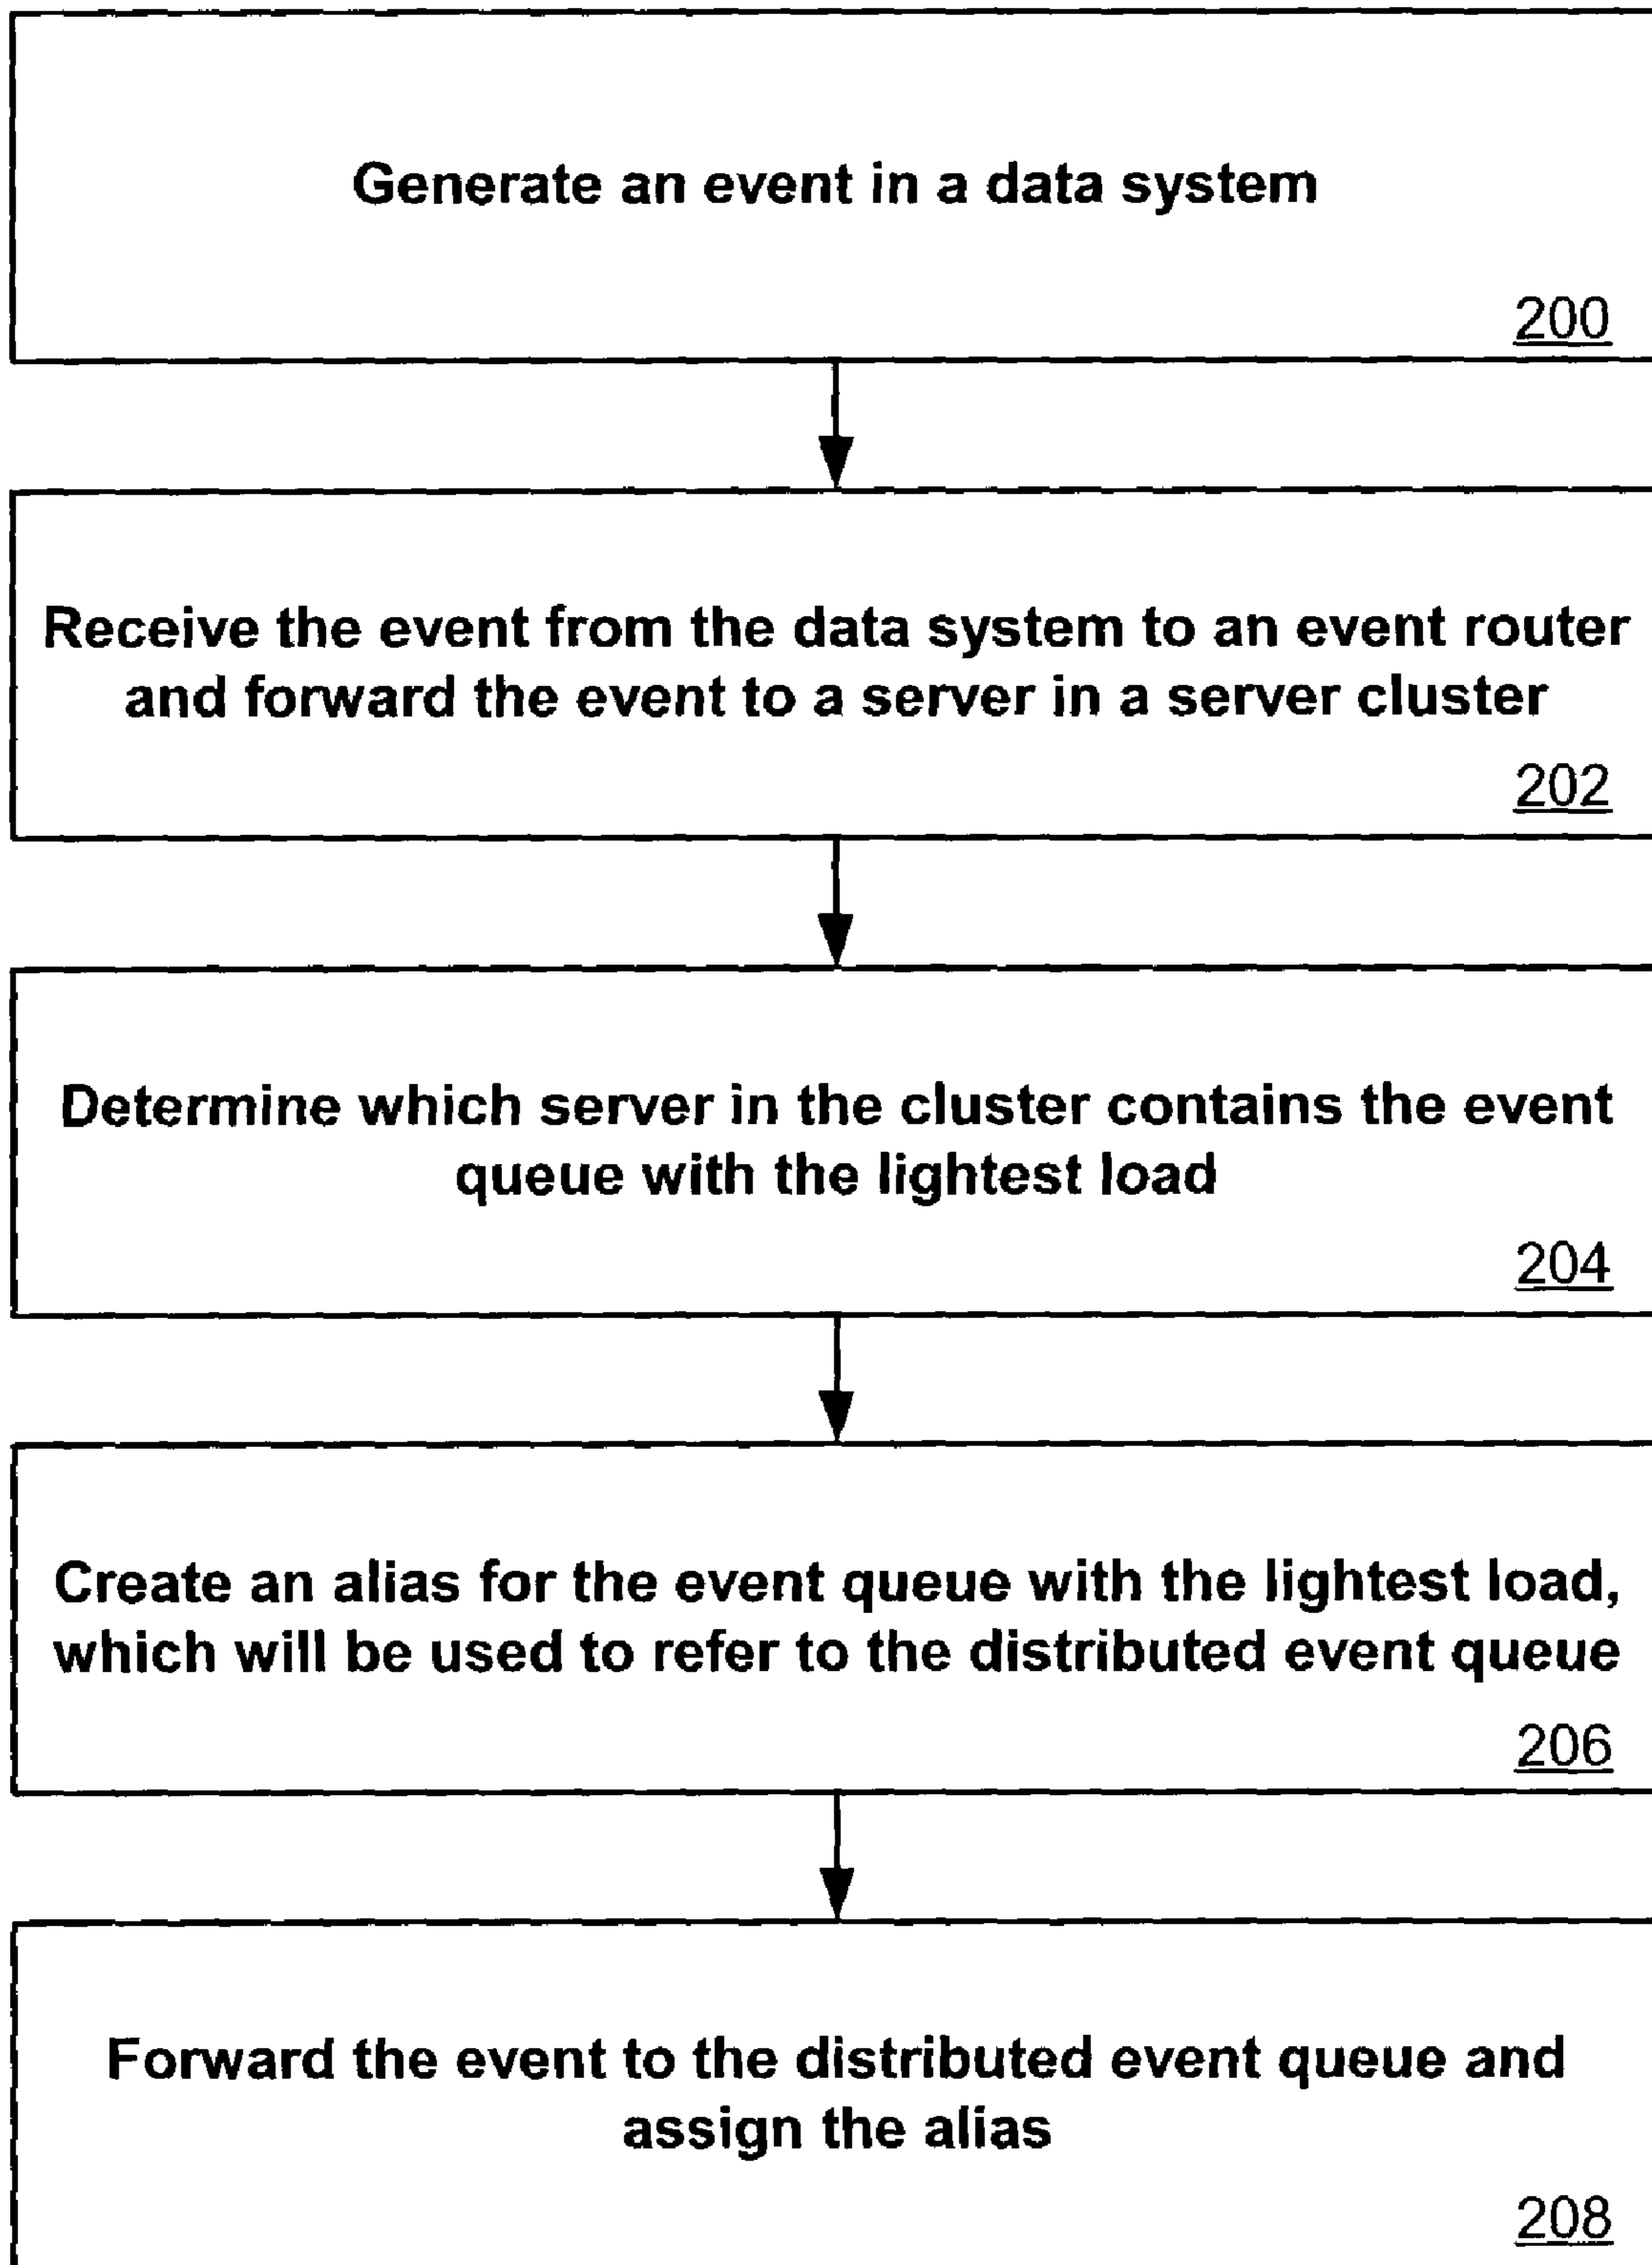 Generate an event in a data system
200
Receive the event from the data system to an event router
and forward the event to a server in a server cluster
202
Determine which server in the cluster contains the event
queue with the lightest load
204
Create an alias for the event queue with the lightest load,
which will be used to refer to the distributed event queue
206
Forward the event to the distributed event queue and
assign the alias
208